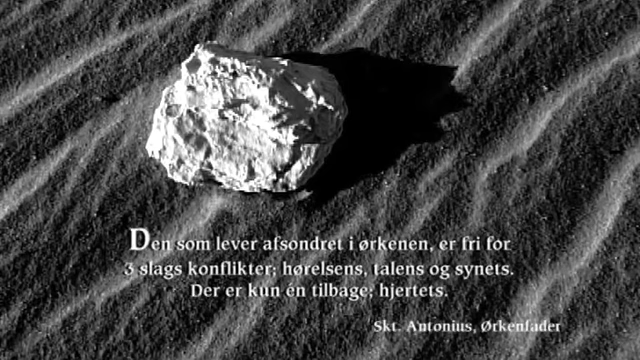 Den som lever afsondret i ørkenen, er fri for
3 slags konflikter; hørelsens, talens og synets.
Der er kun én tilbage; hjertets.
Skt. Antonius, Ørkenfader